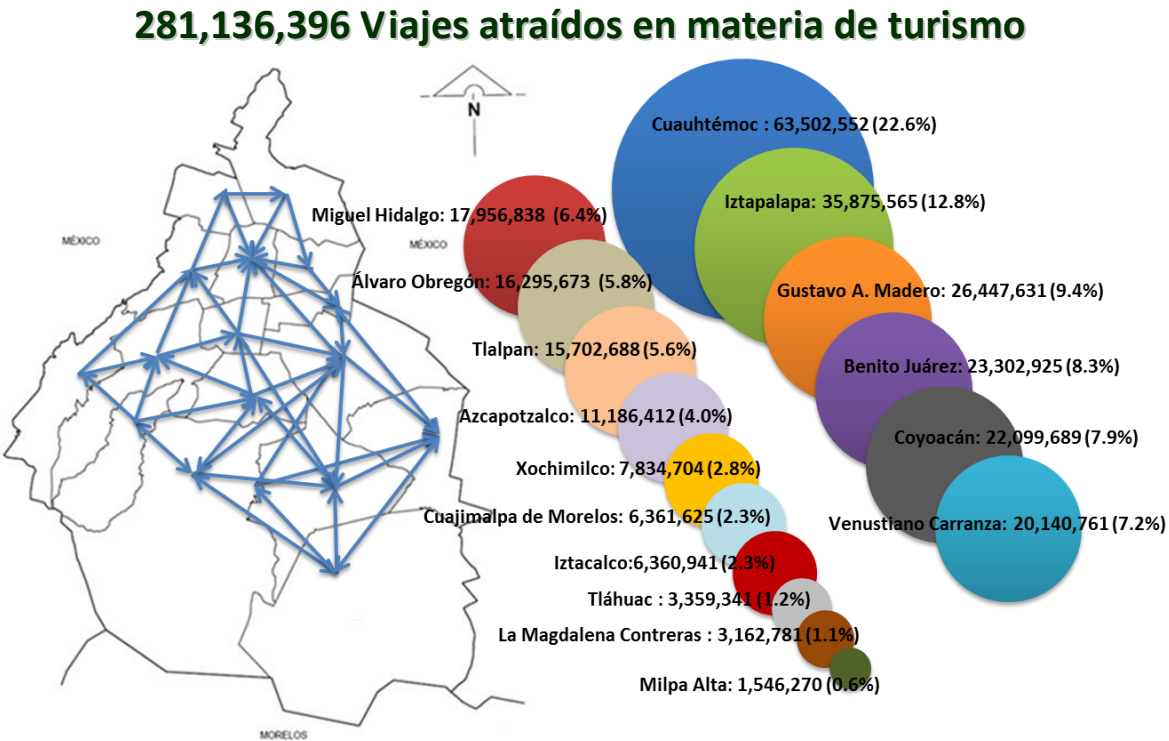 281,136,396 Viajes atraídos en materia de turismo
N
MÉXICO
MÉXICO
MORELOS
Cuauhtémoc : 63,502,552 (22.6%)
Iztapalapa: 35,875,565 (12.8%)
Gustavo A. Madero: 26,447,631 (9.4%)
Benito Juárez: 23,302,925 (8.3%)
Coyoacán: 22,099,689 (7.9%)
Venustiano Carranza: 20,140,761 (7.2%)
Miguel Hidalgo: 17,956,838 (6.4%)
Álvaro Obregón: 16,295,673 (5.8%)
Tlalpan: 15,702,688 (5.6%)
Azcapotzalco: 11,186,412 (4.0%)
Xochimilco: 7,834,704 (2.8%)
Cuajimalpa de Morelos: 6,361,625 (2.3%)
Iztacalco:6,360,941 (2.3%)
Tláhuac : 3,359,341 (1.2%)
La Magdalena Contreras : 3,162,781 (1.1%)
Milpa Alta: 1,546,270 (0.6%)